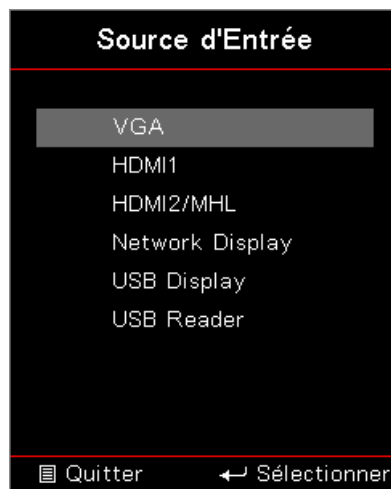 Source d'Entrée
VGA
HDMI1
HDMI2/MHL
Network Display
USB Display
USB Reader
Quitter Sélectionner